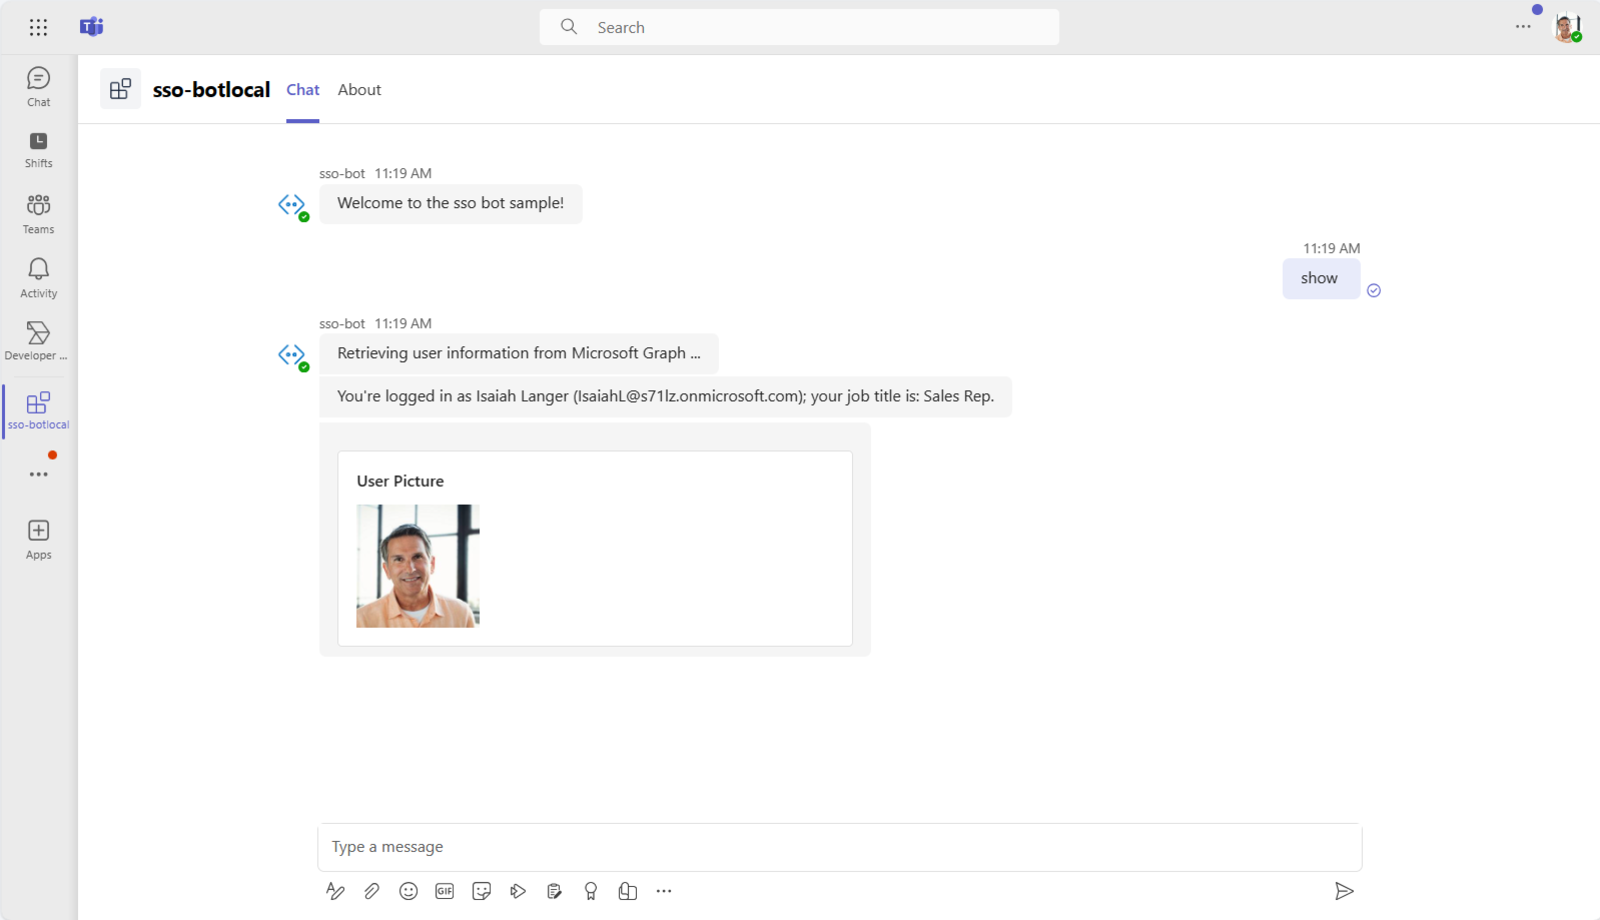 Search
sso-botlocal
Chat
About
Chat
Shifts
Teams
Activity
Developer ...
sso-botlocal
Apps
sso-bot 11:19 AM
Welcome to the sso bot sample!
11:19 AM
show
sso-bot 11:19 AM
Retrieving user information from Microsoft Graph ...
You're logged in as Isaiah Langer (IsaiahL@s71lz.onmicrosoft.com); your job title is: Sales Rep.
User Picture
Type a message
GIF